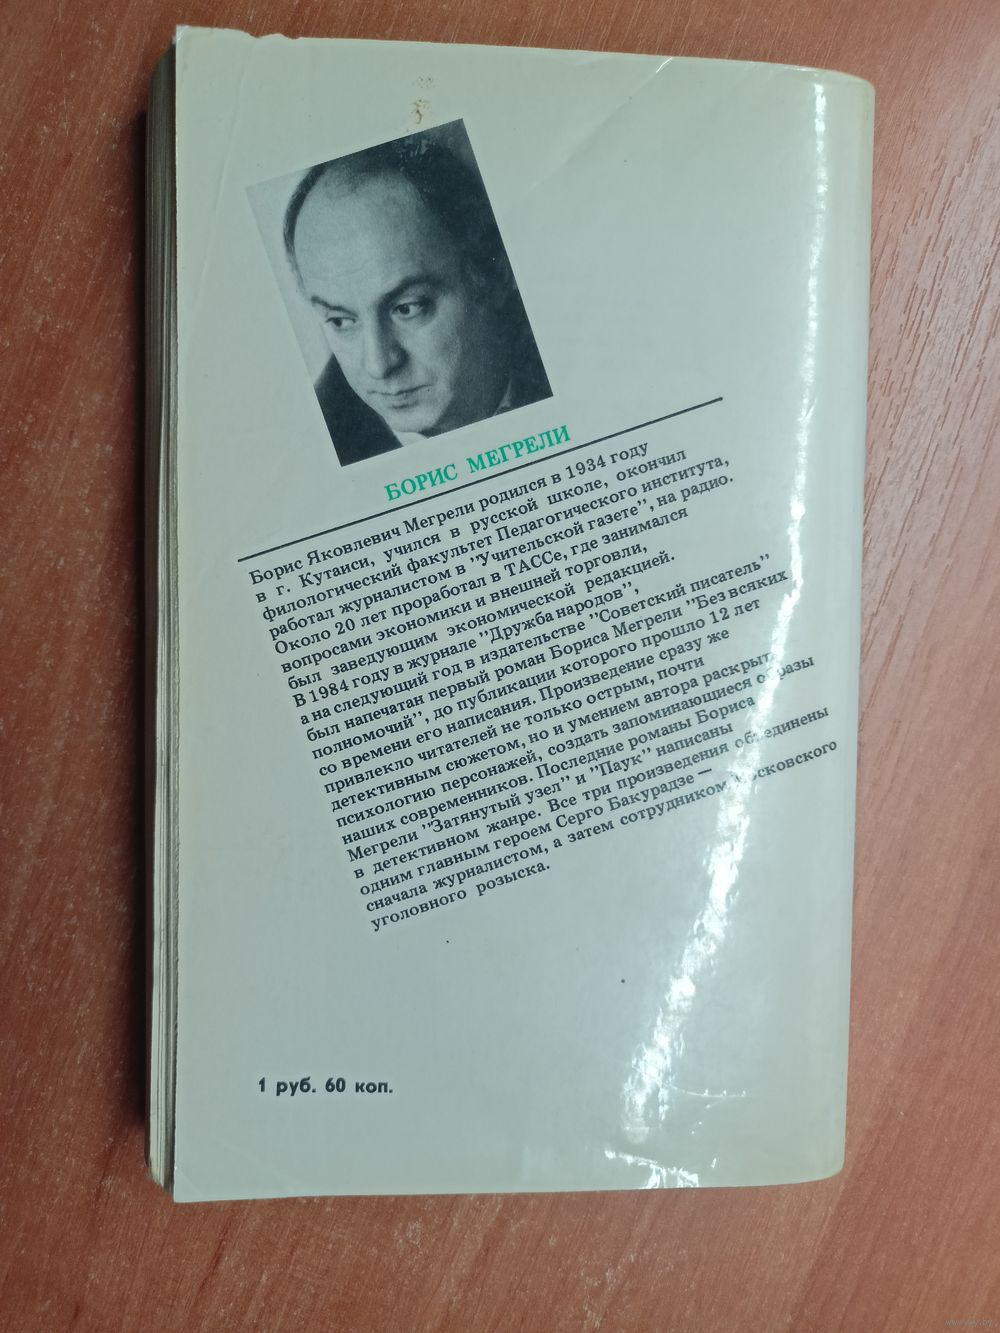 БОРИС МЕГРЕЛИ
Борис Яковлевич Мегрели родился в 1934 году
в г. Кутаиси, учился в русской школе, окончил
филологический факультет Педагогического института,
работал журналистом в "Учительской газете", на радио.
Около 20 лет проработал в ТАССе, где занимался
вопросами экономики и внешней торговли,
был заведующим экономической редакцией.
В 1984 году в журнале "Дружба народов",
а на следующий год в издательстве "Советский писатель"
был напечатан первый роман Бориса Мегрели "Без всяких
полномочий", до публикации которого прошло 12 лет
со времени его написания. Произведение сразу же
привлекло читателей не только острым, почти
детективным сюжетом, но и умением автора раскрыть
психологию персонажей, создать запоминающиеся образы
наших современников. Последние романы Бориса
Мегрели "Затянутый узел" и "Паук" написаны
в детективном жанре. Все три произведения объединены
одним главным героем Серго Бакурадзе —
сначала журналистом, а затем сотрудником Московского
уголовного розыска.
1 руб. 60 коп.